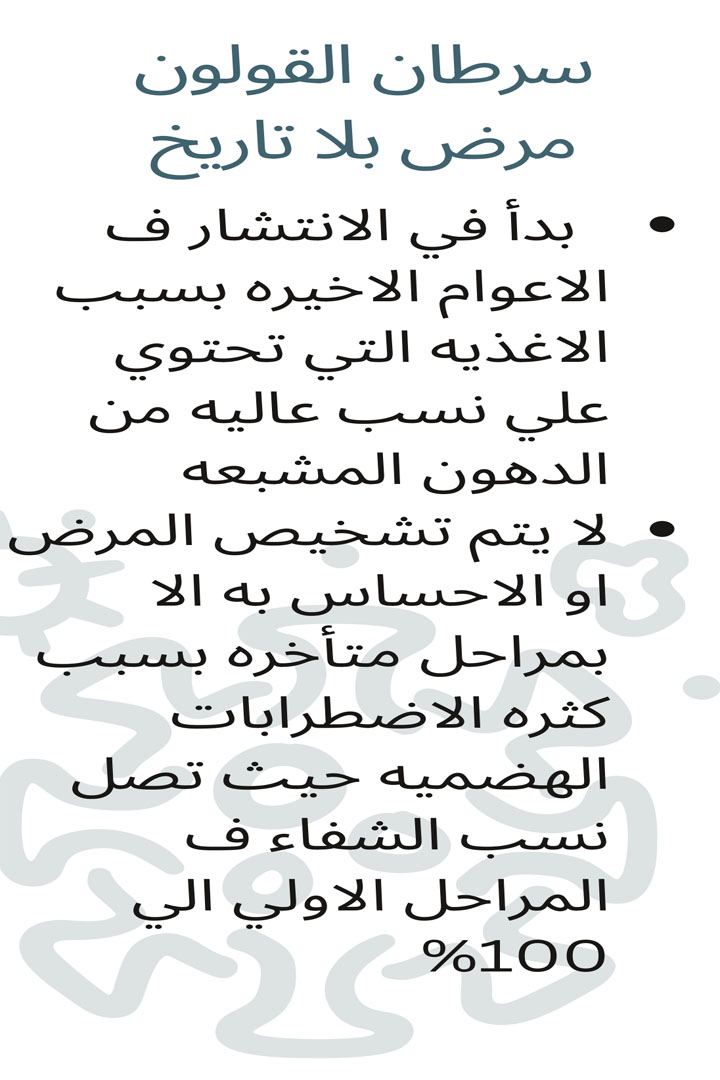 سرطان القولون
مرض بلا تاريخ
• بدأ في الانتشار ف
الاعوام الاخيره بسبب
الاغذيه التي تحتوي
علي نسب عاليه من
الدهون المشبعه
• لا يتم تشخيص المرض
او الاحساس به الا
بمراحل متأخره بسبب
كثره الاضطرابات
الهضميه حيث تصل
نسب الشفاء ف
المراحل الاولي الي
100%